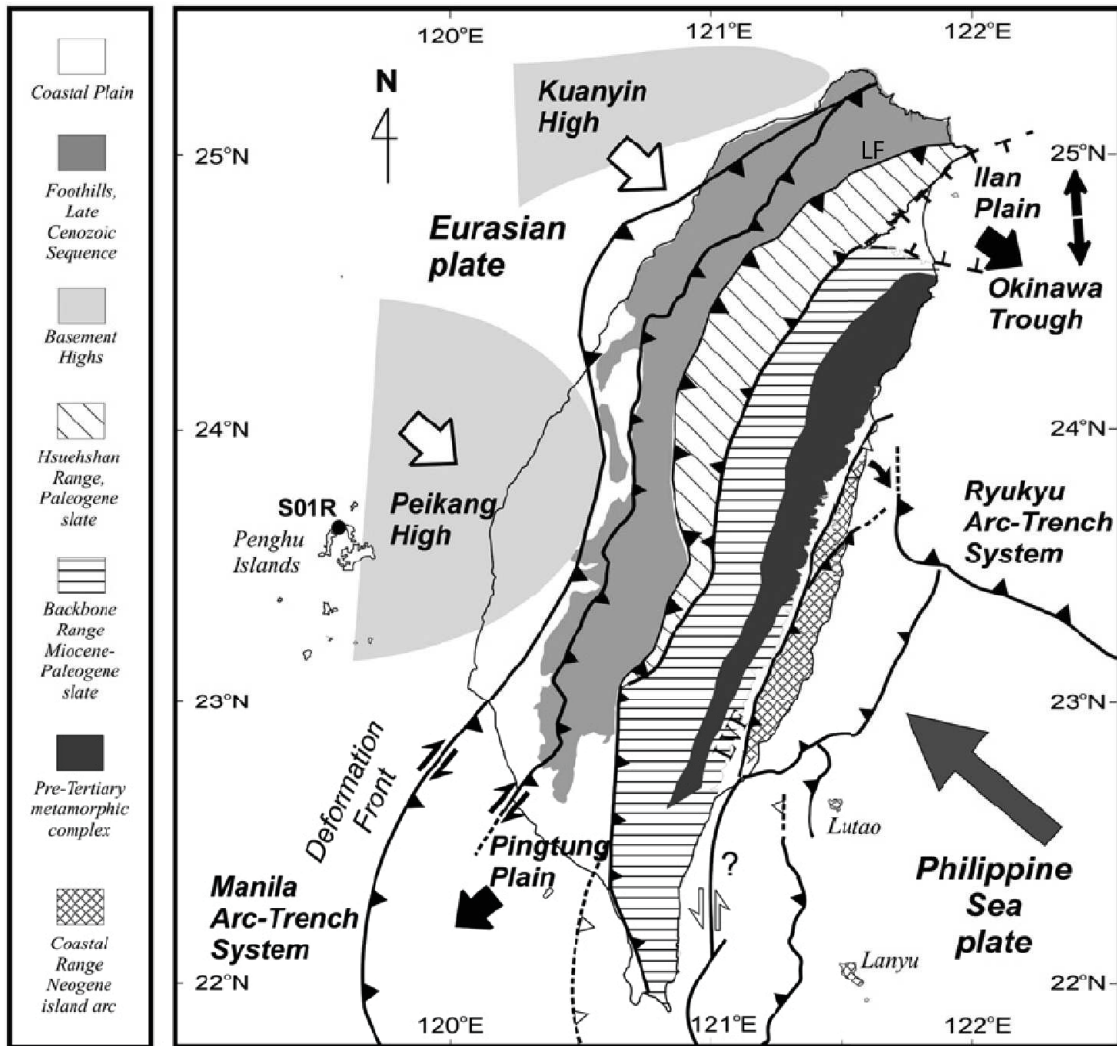 Coastal Plain
Foothills,
Late
Cenozoic
Sequence
Basement
Highs
Hsuehshan
Range,
Paleogene
slate
Backbone
Range
Miocene-
Paleogene
slate
Pre-Tertiary
metamorphic
complex
Coastal
Range
Neogene
island arc
120°E
121°E
122°E
N
Kuanyin
High
25°N
LF
25°N
Ilan
Plain
Eurasian
plate
Okinawa
Trough
24°N
24°N
S01R
Penghu
Islands
Peikang
High
Ryukyu
Arc-Trench
System
23°N
23°N
LVF
Deformation
Front
Lutao
Pingtung
Plain
?
Manila
Arc-Trench
System
Philippine
Sea
plate
Lanyu
22°N
22°N
120°E
121°E
122°E